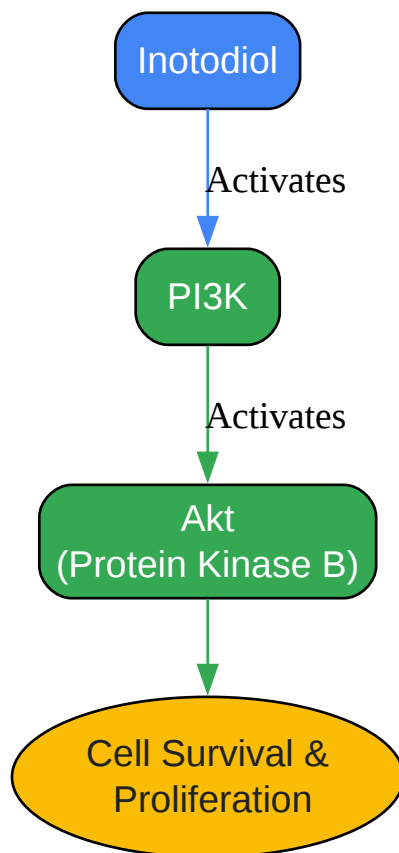 Inotodiol
Activates
PI3K
Activates
Akt
(Protein Kinase B)
Cell Survival &
Proliferation